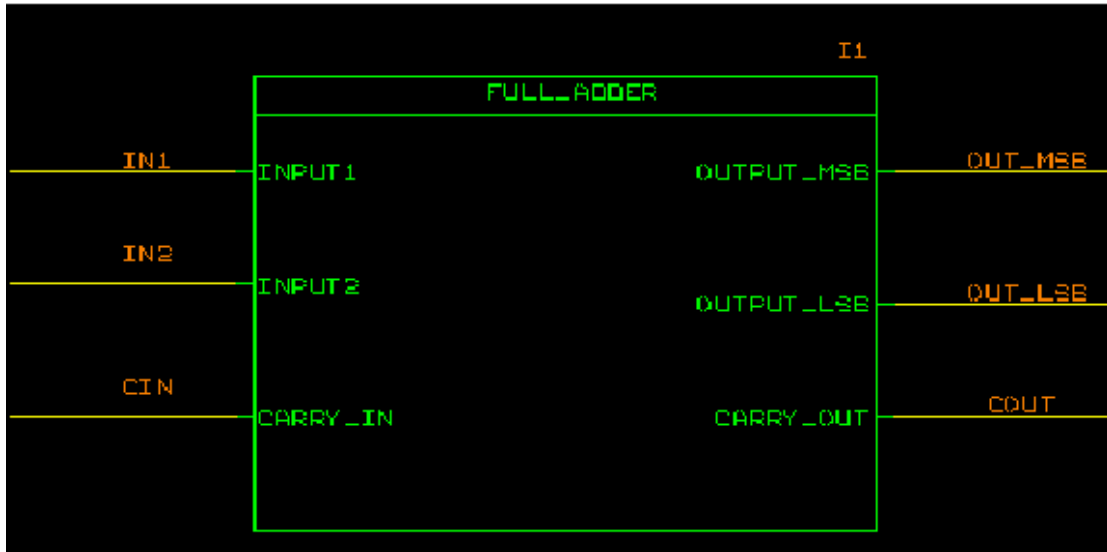 I1
FULL_ADDER
IN1
INPUT1
OUTPUT_MSB
OUT_MSB
IN2
INPUT2
OUTPUT_LSB
OUT_LSB
CIN
CARRY_IN
CARRY_OUT
COUT